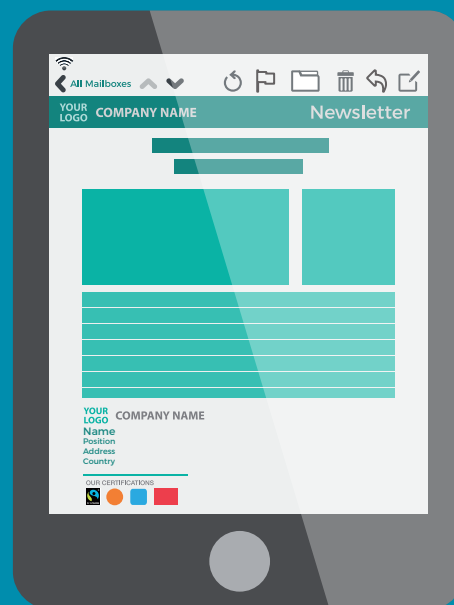 All Mailboxes
YOUR LOGO COMPANY NAME Newsletter
YOUR LOGO COMPANY NAME
Name
Position
Address
Country
OUR CERTIFICATIONS